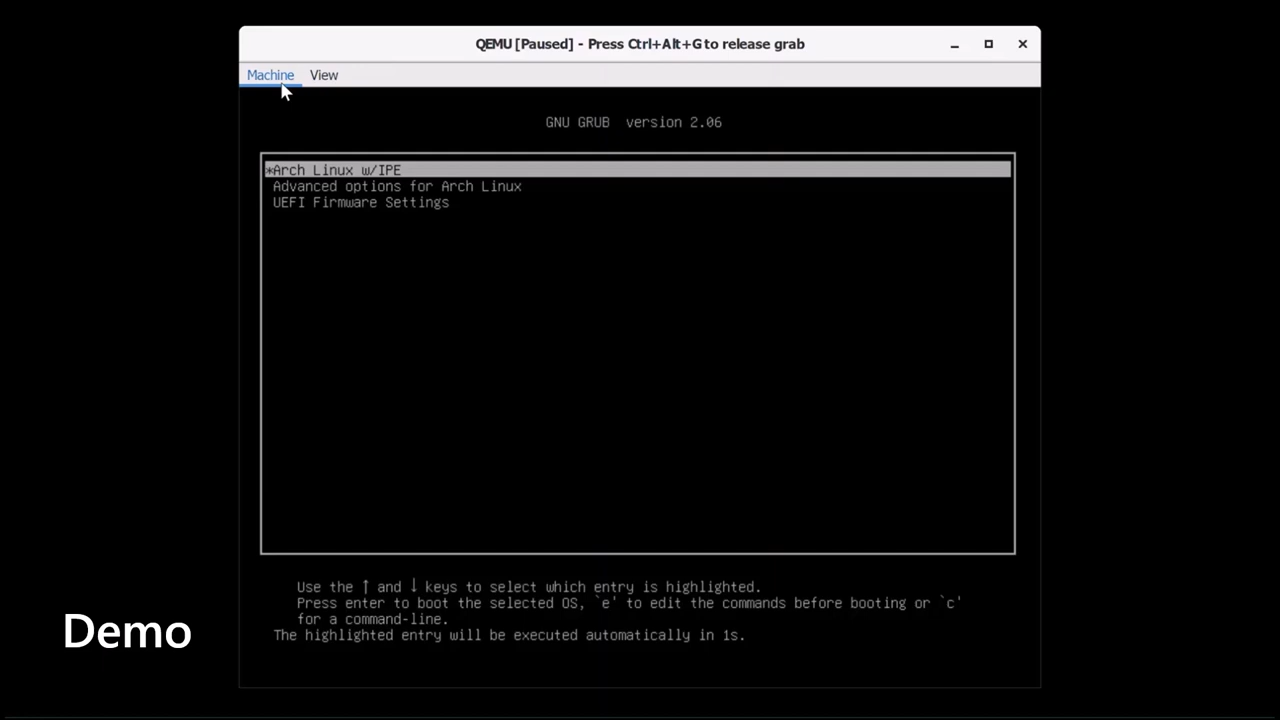 QEMU [Paused] - Press Ctrl+Alt+G to release grab
Machine View
GNU GRUB version 2.06
*Arch Linux w/IPE
Advanced options for Arch Linux
UEFI Firmware Settings
Use the ↑ and ↓ keys to select which entry is highlighted.
Press enter to boot the selected OS, `e' to edit the commands before booting or `c'
for a command-line.
The highlighted entry will be executed automatically in 1s.
Demo